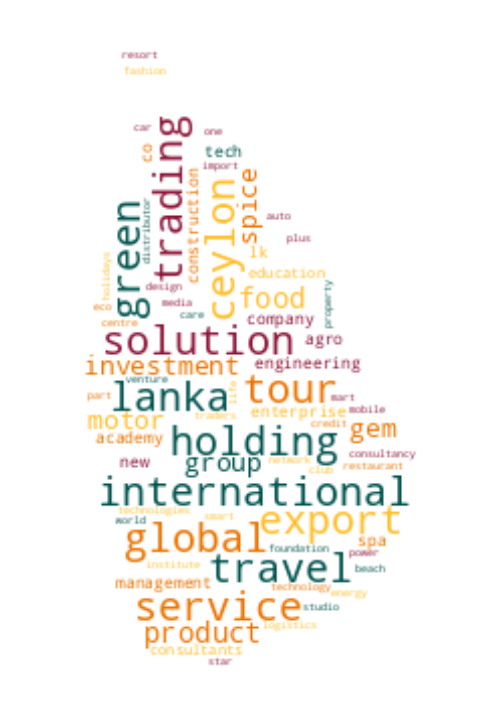 resort
fashion
car
one
co
trading
tech
import
green
distributor
construction
ceylon
spice
auto
plus
lk
holidays
education
design
food
property
eco
media
care
centre
company
solution
agro
investment
engineering
venture
lanka
life
tour
part
mart
motor
traders
enterprise
mobile
credit
gem
academy
holding
new
group
network
consultancy
club
restaurant
international
technologies
world
smart
export
global
foundation
spa
power
institute
travel
beach
management
technology
energy
service
studio
product
logistics
consultants
star